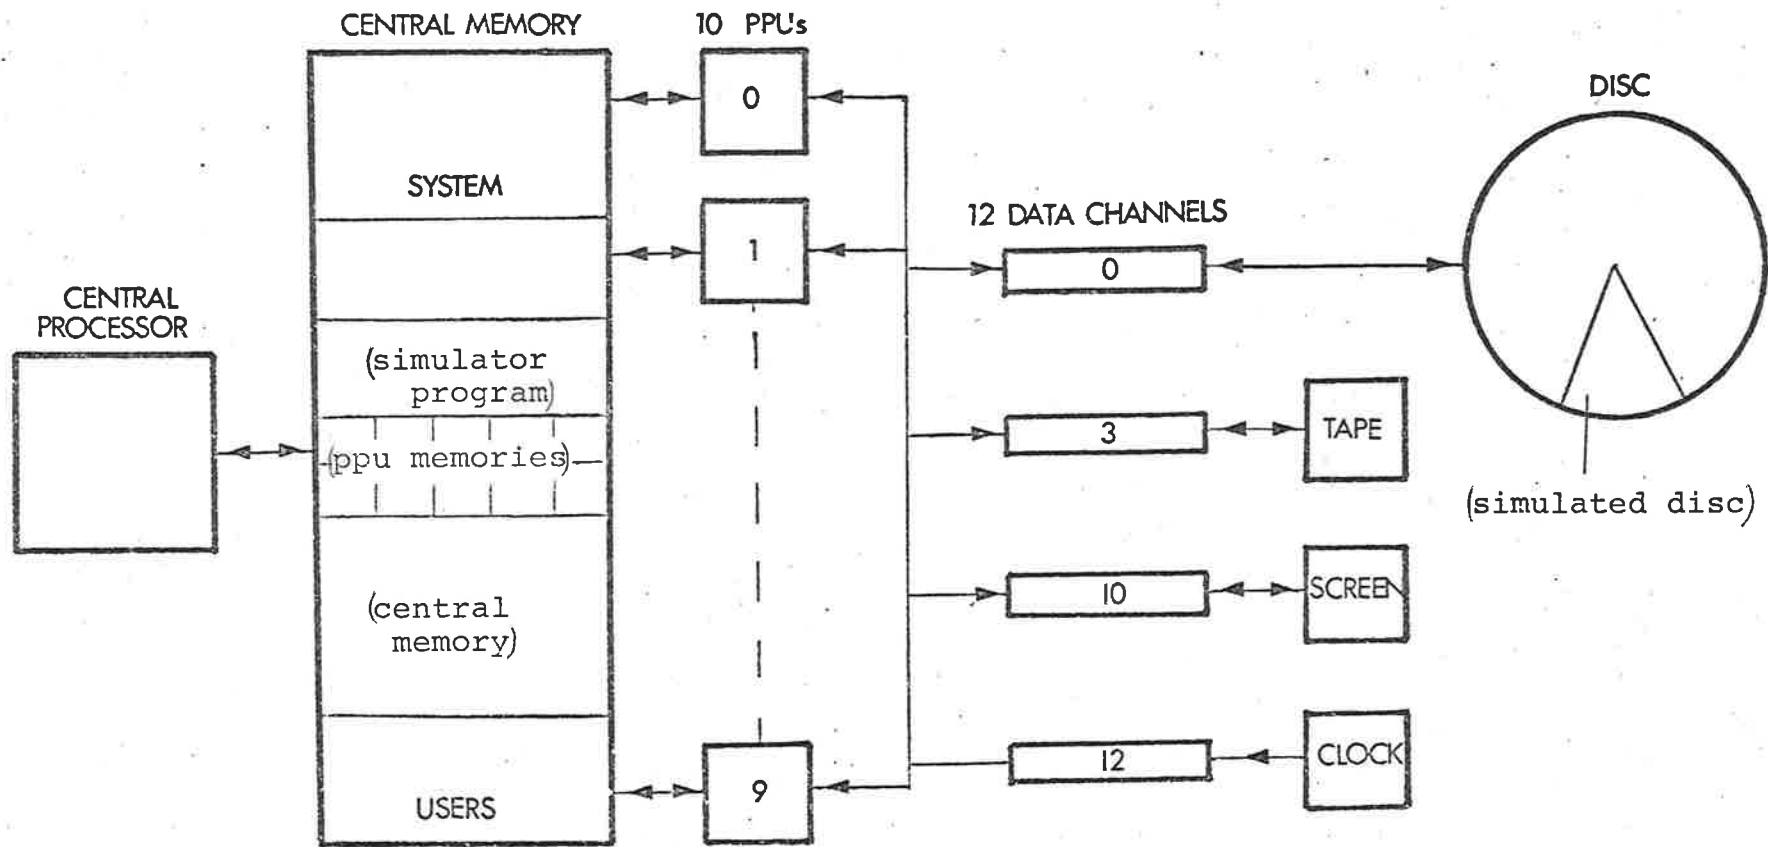 CENTRAL MEMORY
10 PPU's
DISC
0
SYSTEM
12 DATA CHANNELS
1
0
CENTRAL
PROCESSOR
(simulator
program)
3
TAPE
(ppu memories)
(simulated disc)
10
SCREEN
(central
memory)
12
CLOCK
9
USERS